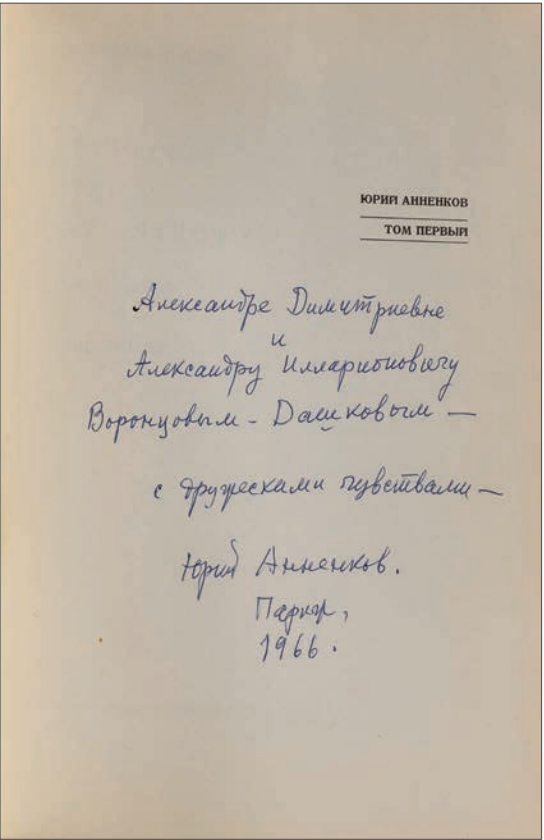 ЮРИЙ АННЕНКОВ
ТОМ ПЕРВЫЙ
Александре Димитриевне
и
Александру Илларионовичу
Воронцовым-Дашковым —
с дружескими чувствами —
Юрий Анненков.
Париж,
1966.